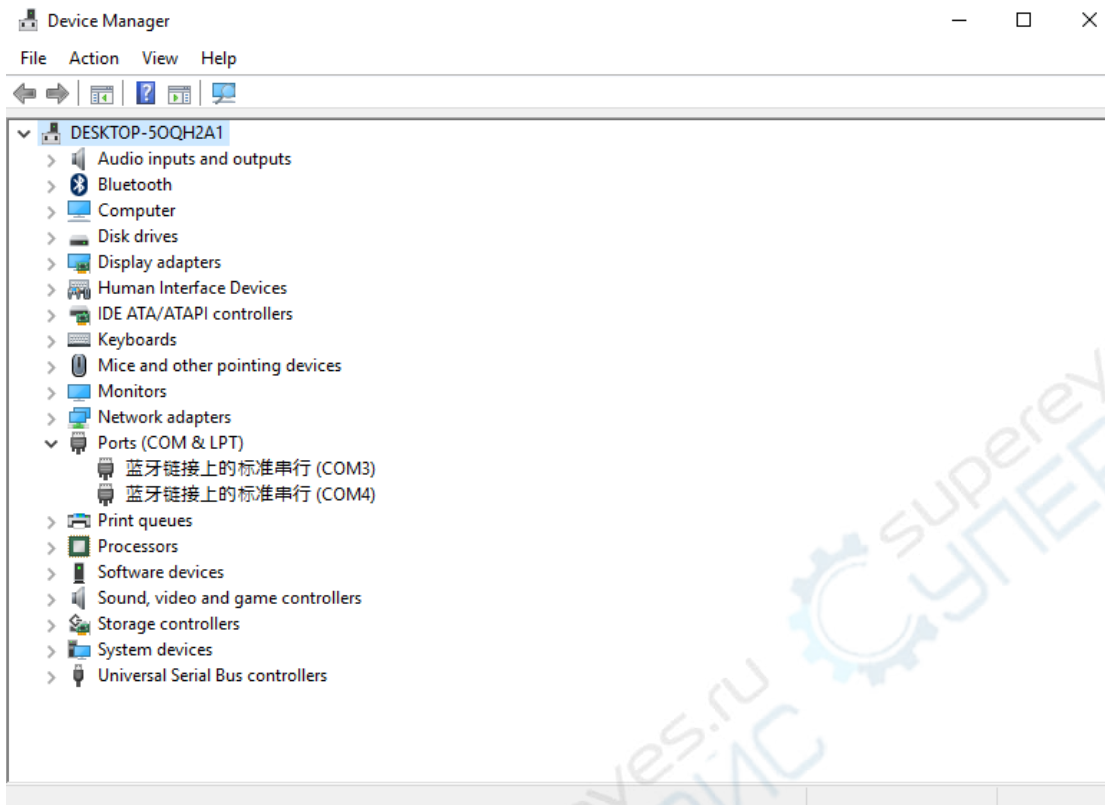 Device Manager
File Action View Help
DESKTOP-5OQH2A1
Audio inputs and outputs
Bluetooth
Computer
Disk drives
Display adapters
Human Interface Devices
IDE ATA/ATAPI controllers
Keyboards
Mice and other pointing devices
Monitors
Network adapters
Ports (COM & LPT)
蓝牙链接上的标准串行 (COM3)
蓝牙链接上的标准串行 (COM4)
Print queues
Processors
Software devices
Sound, video and game controllers
Storage controllers
System devices
Universal Serial Bus controllers